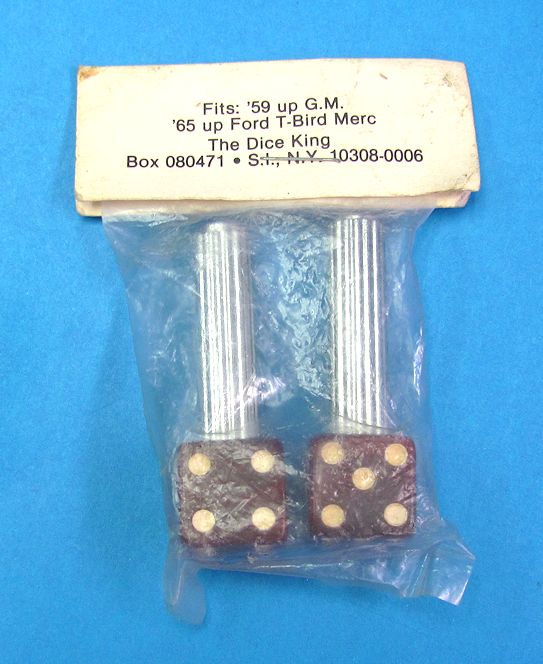 Fits: '59 up G.M.
'65 up Ford T-Bird Merc
The Dice King
Box 080471 • S.I., N.Y. 10308-0006